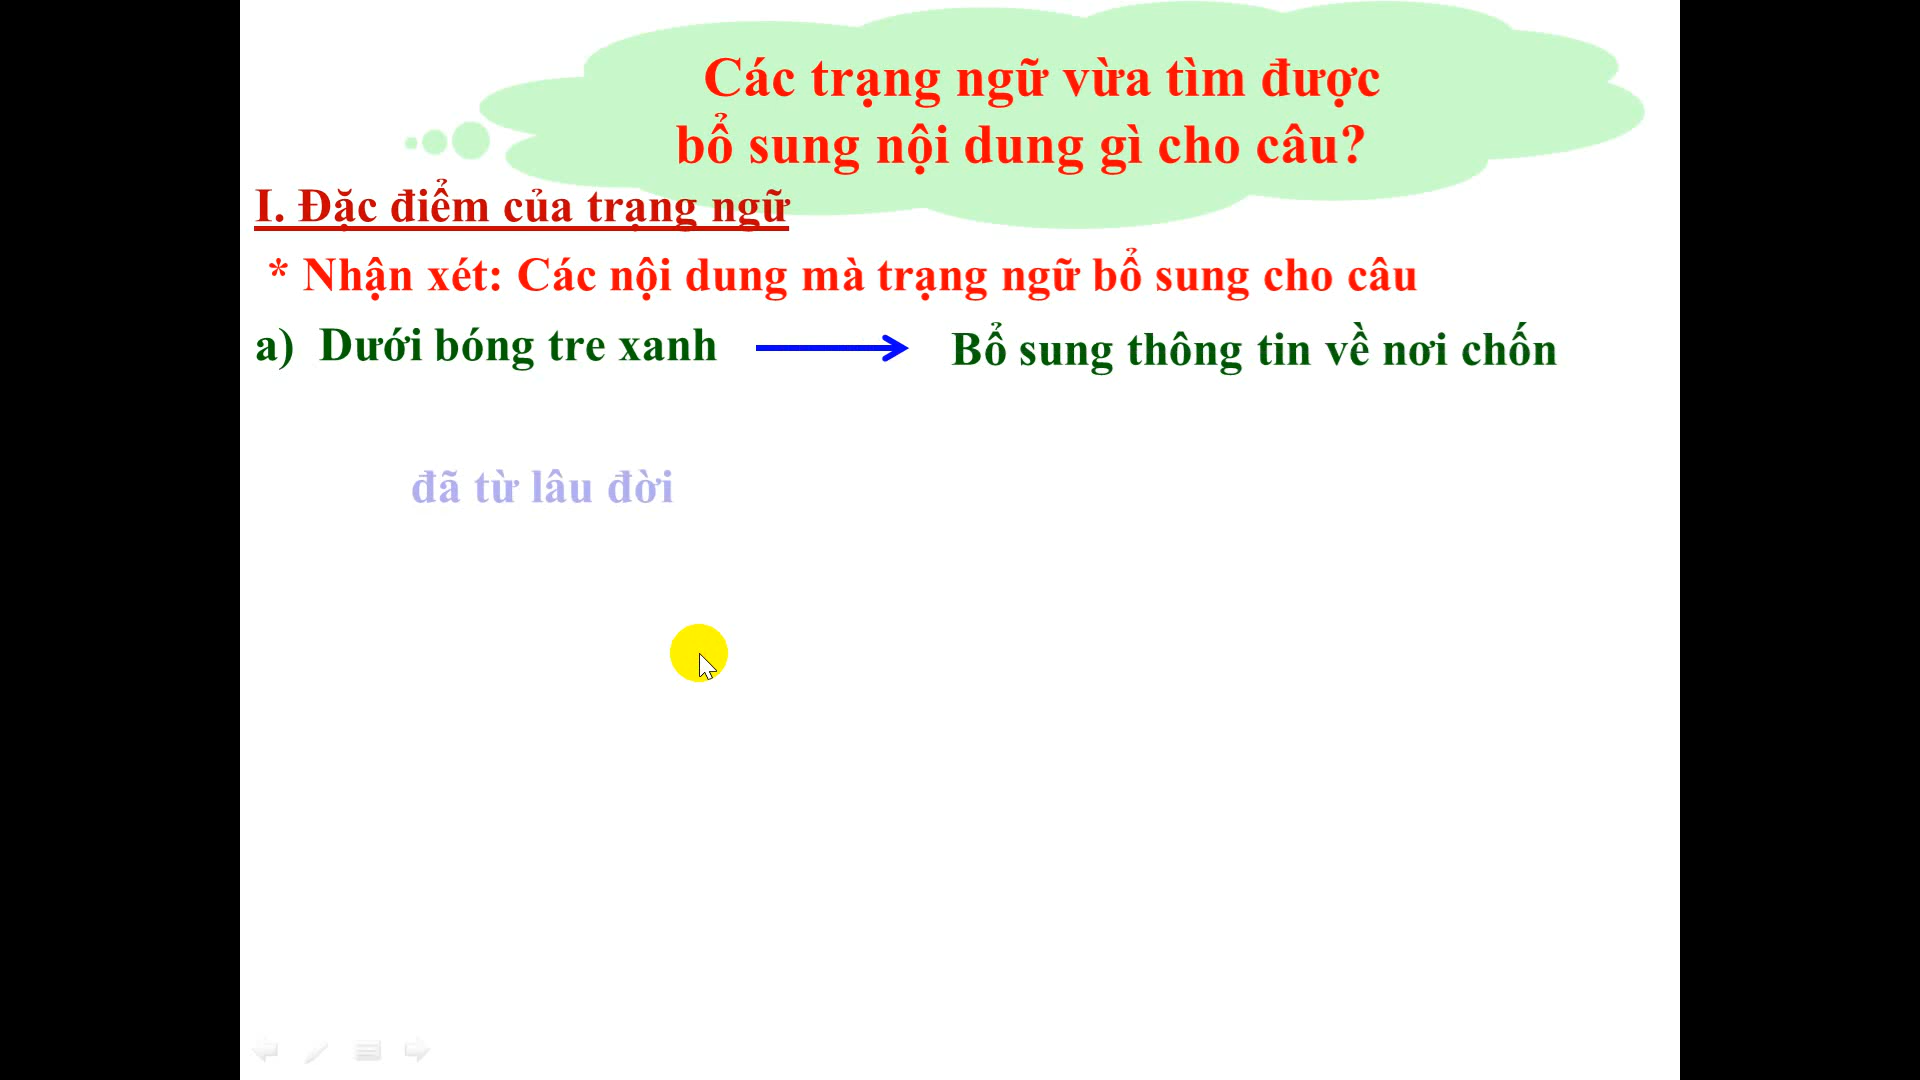 Các trạng ngữ vừa tìm được
bổ sung nội dung gì cho câu?
I. Đặc điểm của trạng ngữ
* Nhận xét: Các nội dung mà trạng ngữ bổ sung cho câu
a) Dưới bóng tre xanh Bổ sung thông tin về nơi chốn
đã từ lâu đời